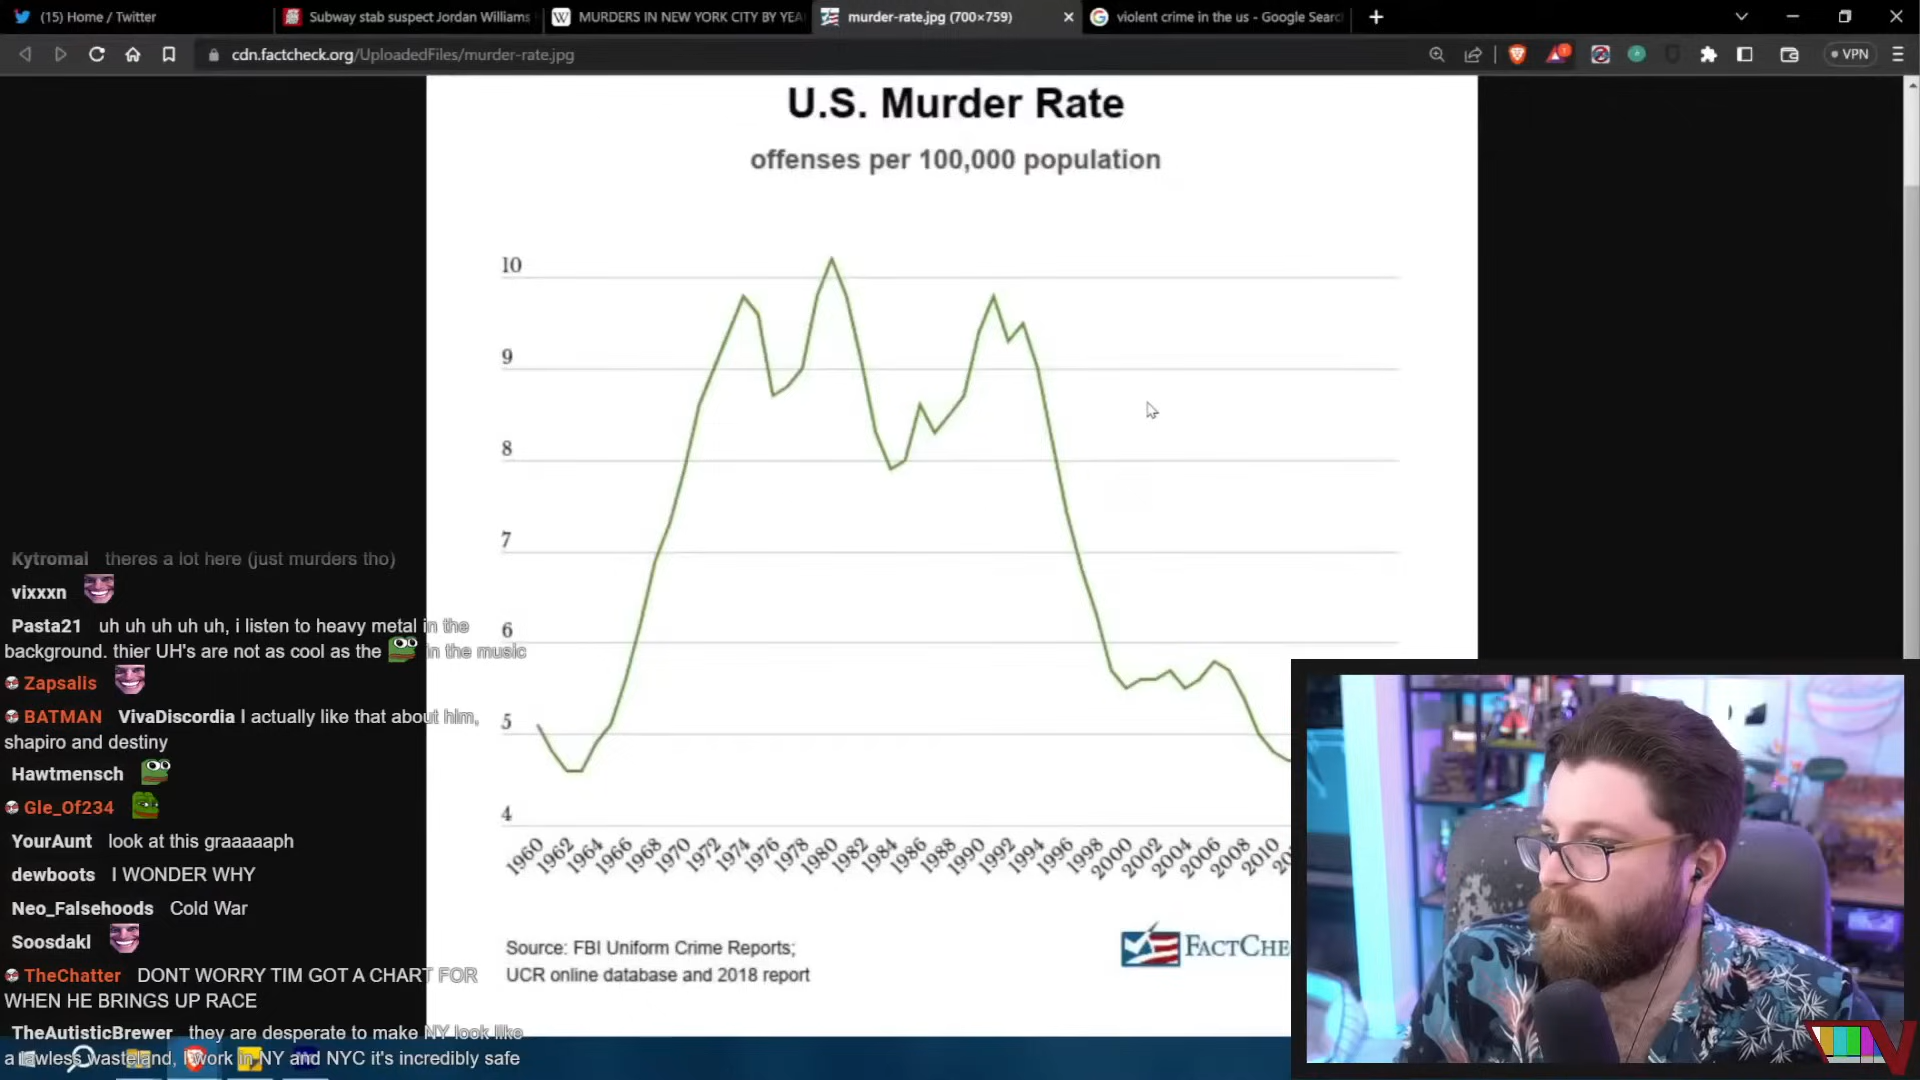 (15) Home / Twitter
Subway stab suspect Jordan Williams
MURDERS IN NEW YORK CITY BY YEA
murder-rate.jpg (700×759)
violent crime in the us - Google Searc
cdn.factcheck.org/UploadedFiles/murder-rate.jpg
VPN
U.S. Murder Rate
offenses per 100,000 population
10
9
8
7
6
5
4
1960 1962 1964 1966 1968 1970 1972 1974 1976 1978 1980 1982 1984 1986 1988 1990 1992 1994 1996 1998 2000 2002 2004 2006 2008 2010
Source: FBI Uniform Crime Reports;
UCR online database and 2018 report
FACTCHE
Kytromal theres a lot here (just murders tho)
vixxxn
Pasta21 uh uh uh uh uh, i listen to heavy metal in the
background. thier UH's are not as cool as the in the music
Zapsalis
BATMAN VivaDiscordia I actually like that about him,
shapiro and destiny
Hawtmensch
Gle_Of234
YourAunt look at this graaaaaph
dewboots I WONDER WHY
Neo_Falsehoods Cold War
Soosdakl
TheChatter DONT WORRY TIM GOT A CHART FOR
WHEN HE BRINGS UP RACE
TheAutisticBrewer they are desperate to make NY look like
a lawless wasteland, I work in NY and NYC it's incredibly safe